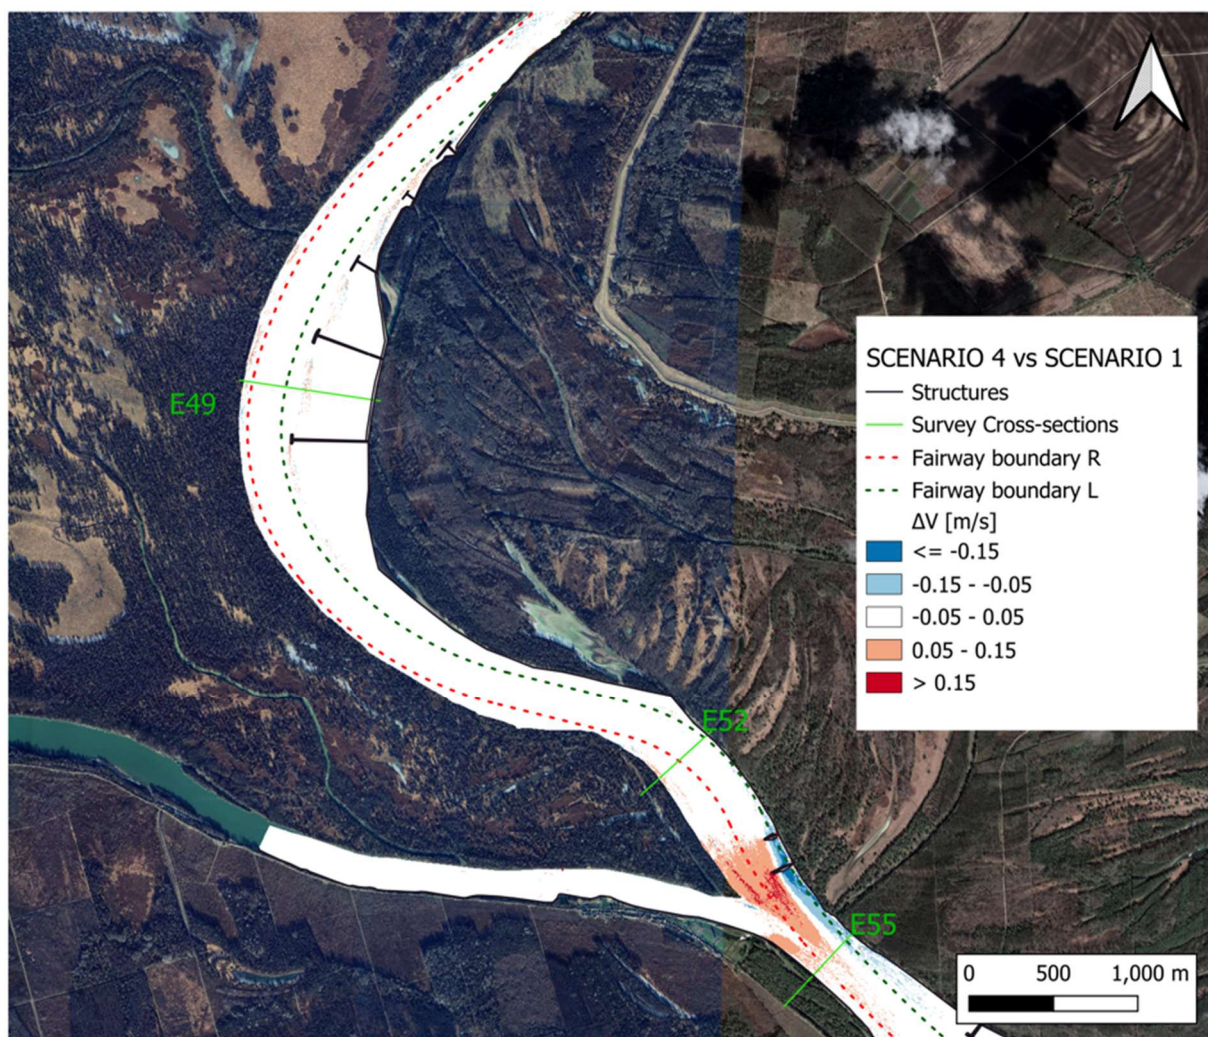 SCENARIO 4 vs SCENARIO 1
Structures
Survey Cross-sections
Fairway boundary R
Fairway boundary L
ΔV [m/s]
<= -0.15
-0.15 - -0.05
-0.05 - 0.05
0.05 - 0.15
> 0.15
E49
E52
E55
0 500 1,000 m